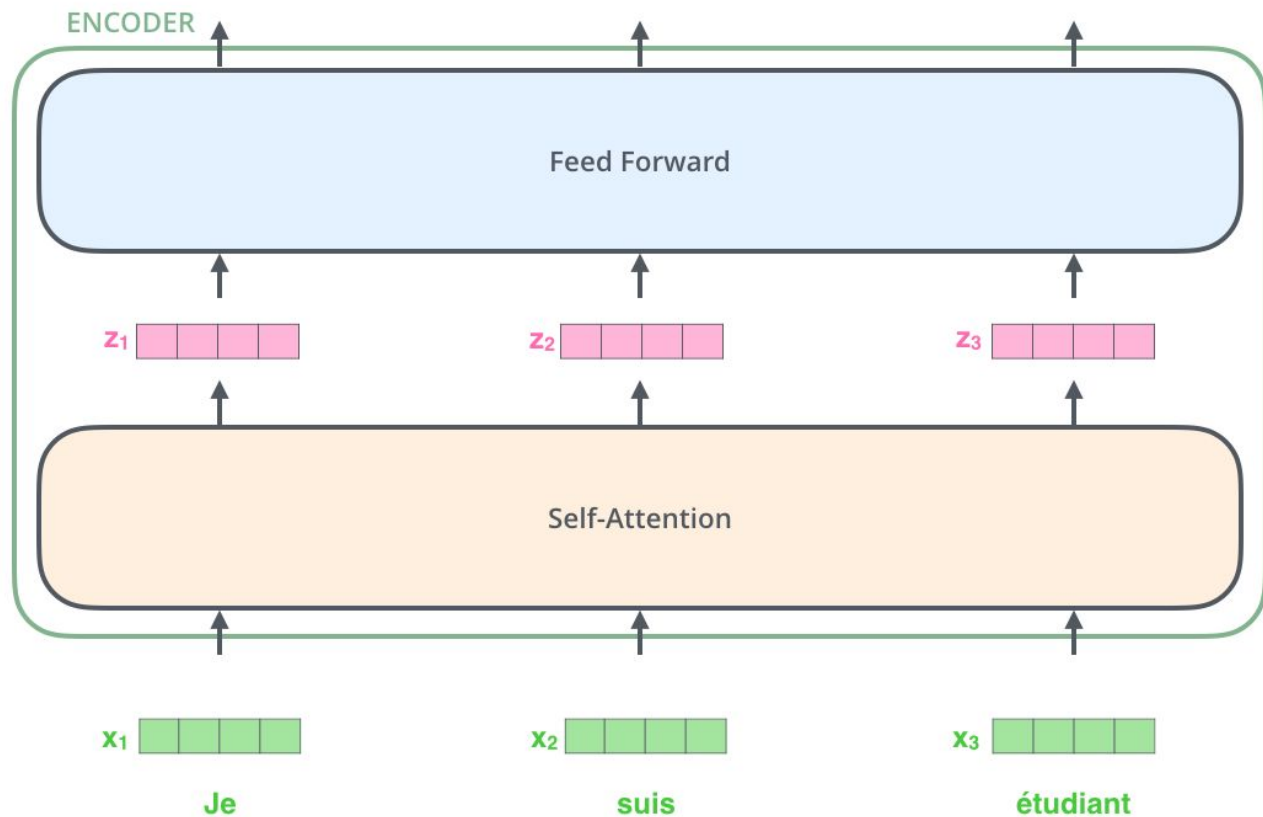 ENCODER
Feed Forward
z₁ z₂ z₃
Self-Attention
x₁ x₂ x₃
Je suis étudiant